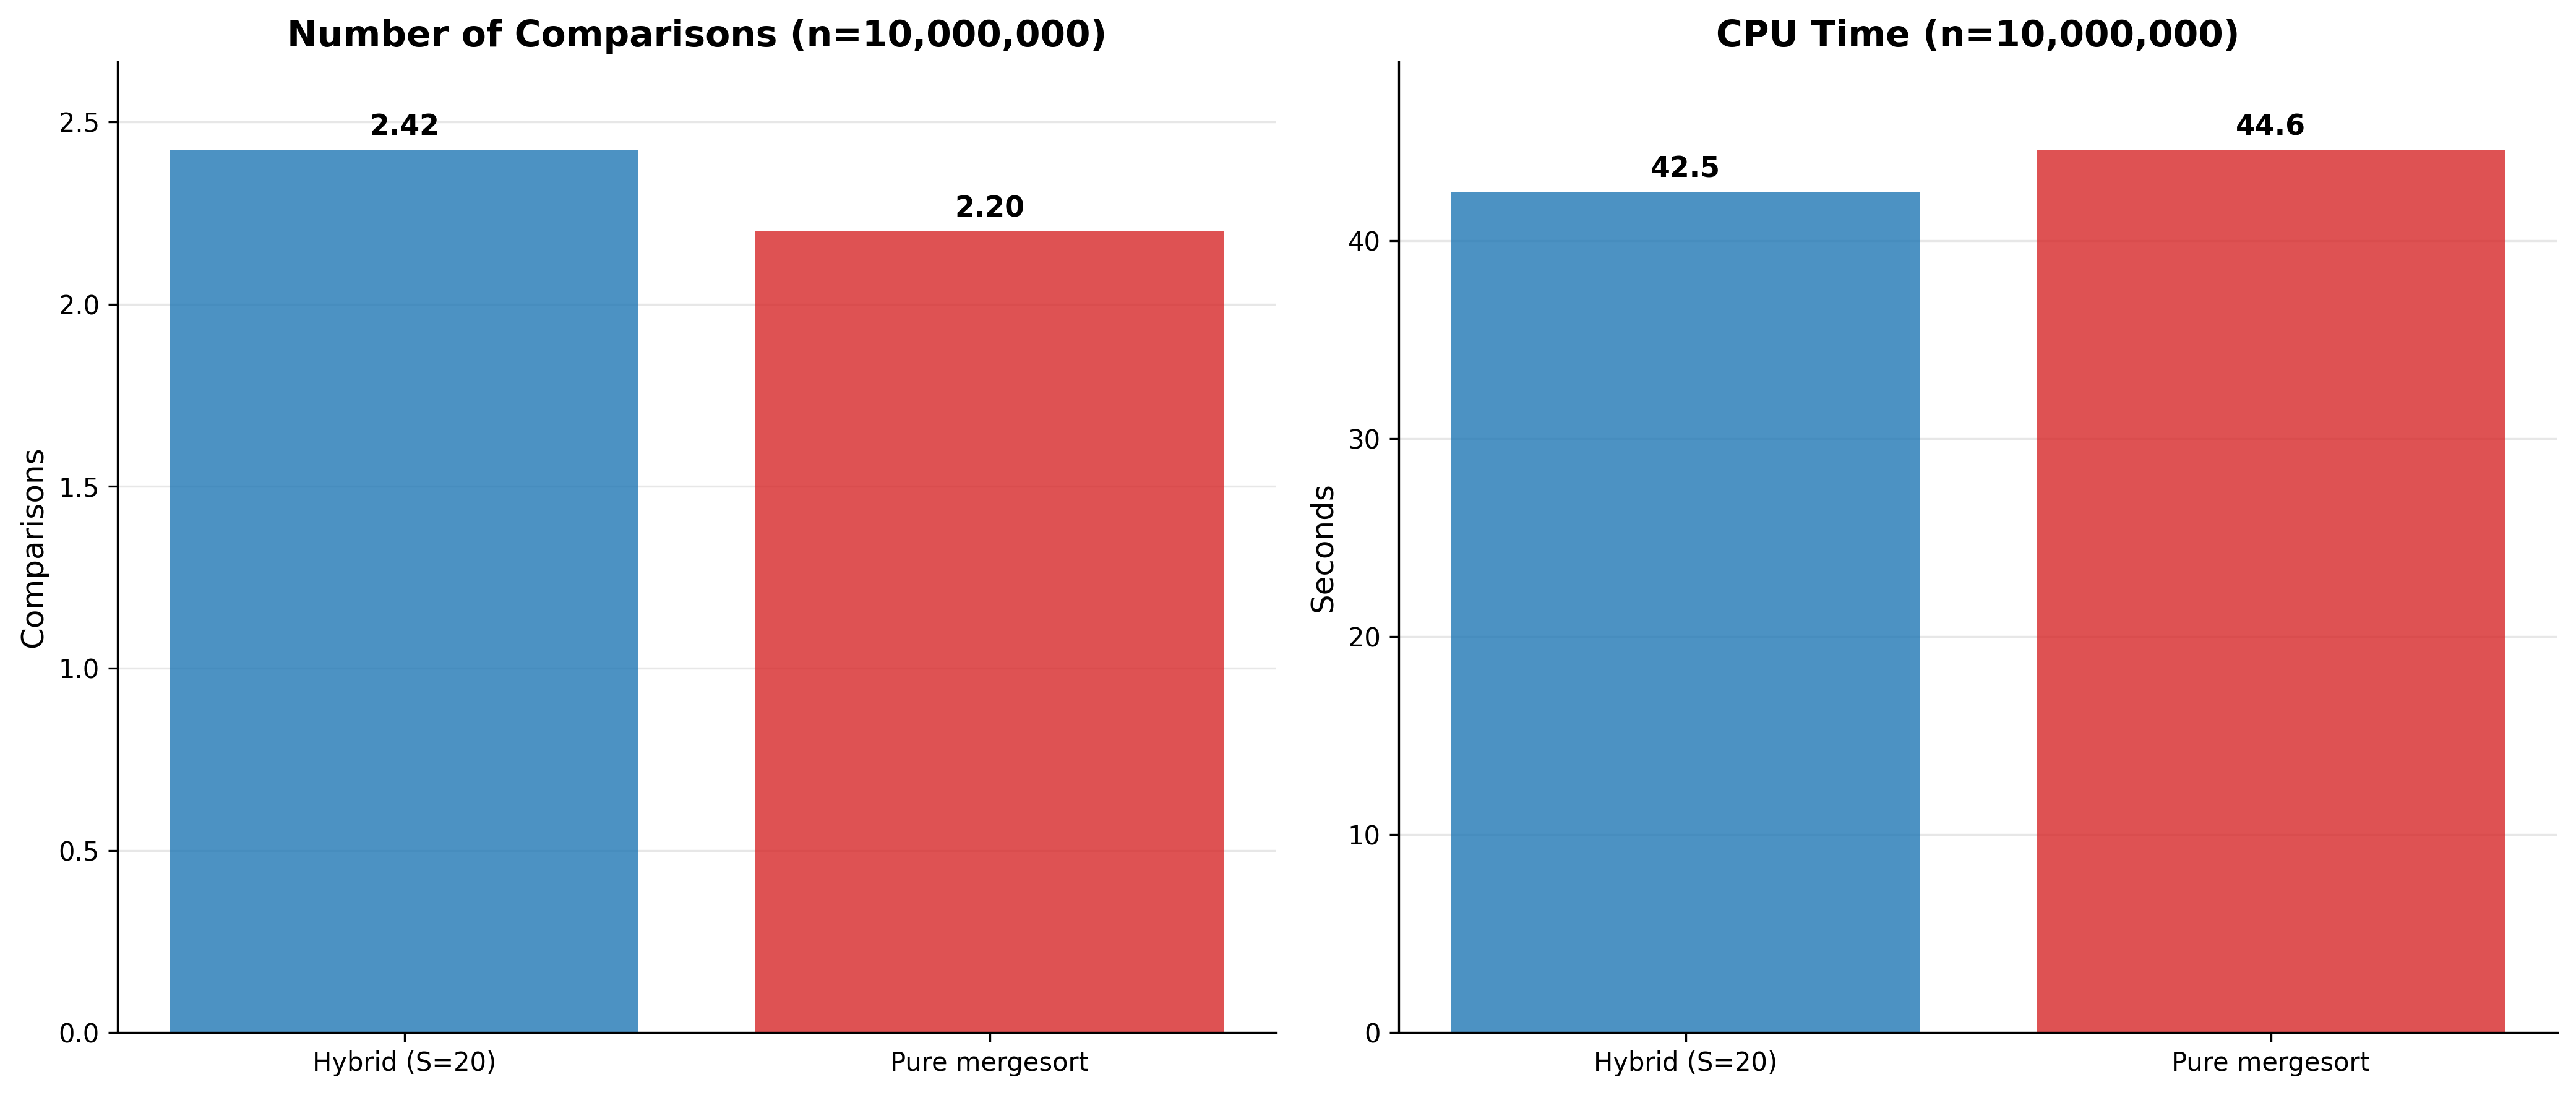 Number of Comparisons (n=10,000,000)
Comparisons
2.5
2.0
1.5
1.0
0.5
0.0
2.42
2.20
Hybrid (S=20)
Pure mergesort
CPU Time (n=10,000,000)
Seconds
40
30
20
10
0
42.5
44.6
Hybrid (S=20)
Pure mergesort